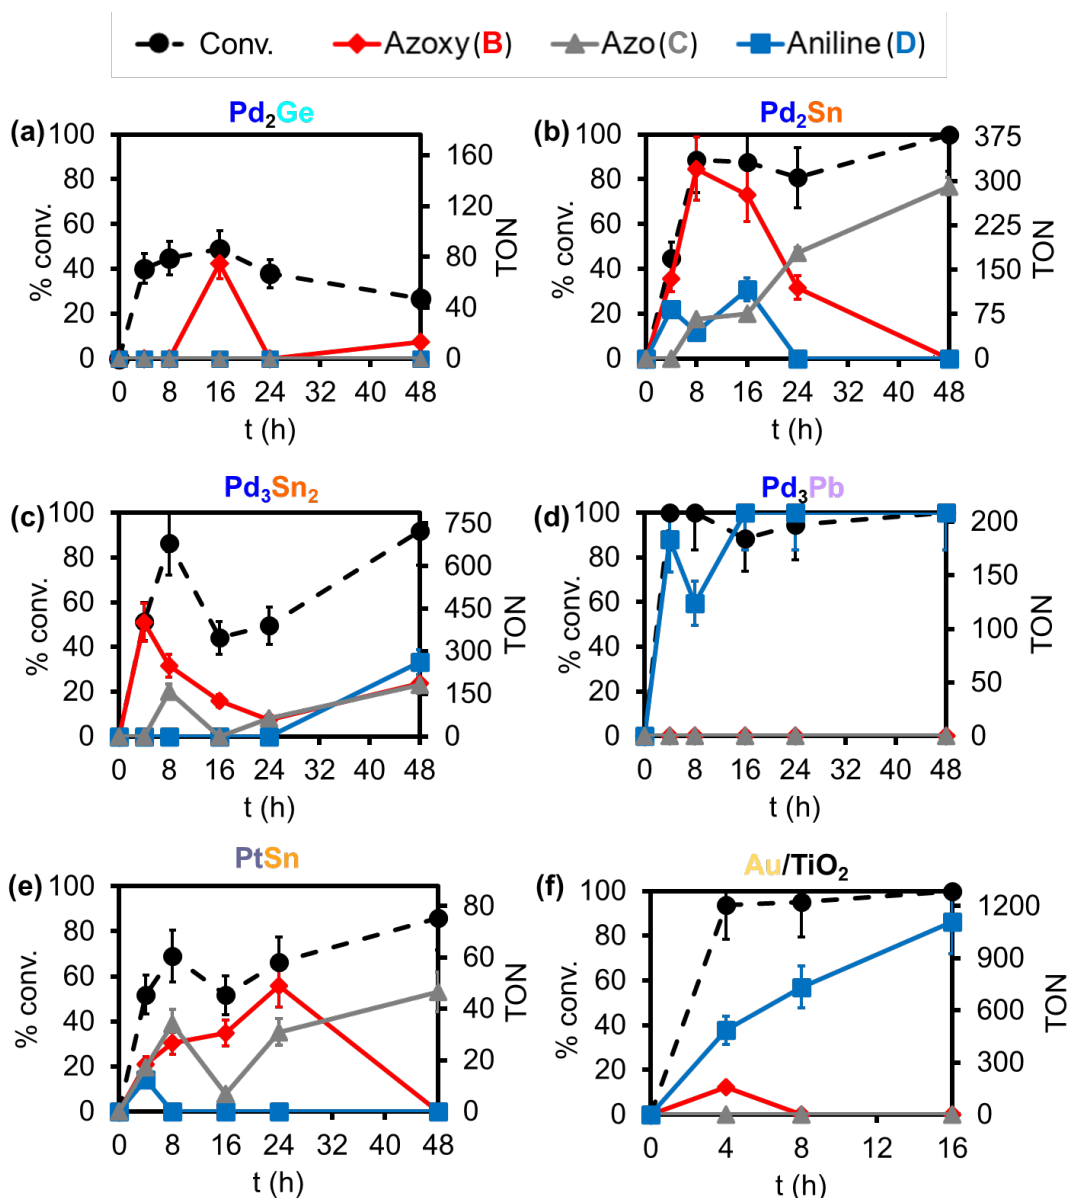 Conv. Azoxy (B) Azo (C) Aniline (D)
Pd₂Ge
(a)
100
80
60
40
20
0
% conv.
160
120
80
40
0
TON
0 8 16 24 32 40 48
t (h)
Pd₂Sn
(b)
100
80
60
40
20
0
% conv.
375
300
225
150
75
0
TON
0 8 16 24 32 40 48
t (h)
Pd₃Sn₂
(c)
100
80
60
40
20
0
% conv.
750
600
450
300
150
0
TON
0 8 16 24 32 40 48
t (h)
Pd₃Pb
(d)
100
80
60
40
20
0
% conv.
200
150
100
50
0
TON
0 8 16 24 32 40 48
t (h)
PtSn
(e)
100
80
60
40
20
0
% conv.
80
60
40
20
0
TON
0 8 16 24 32 40 48
t (h)
Au/TiO₂
(f)
100
80
60
40
20
0
% conv.
1200
900
600
300
0
TON
0 4 8 12 16
t (h)